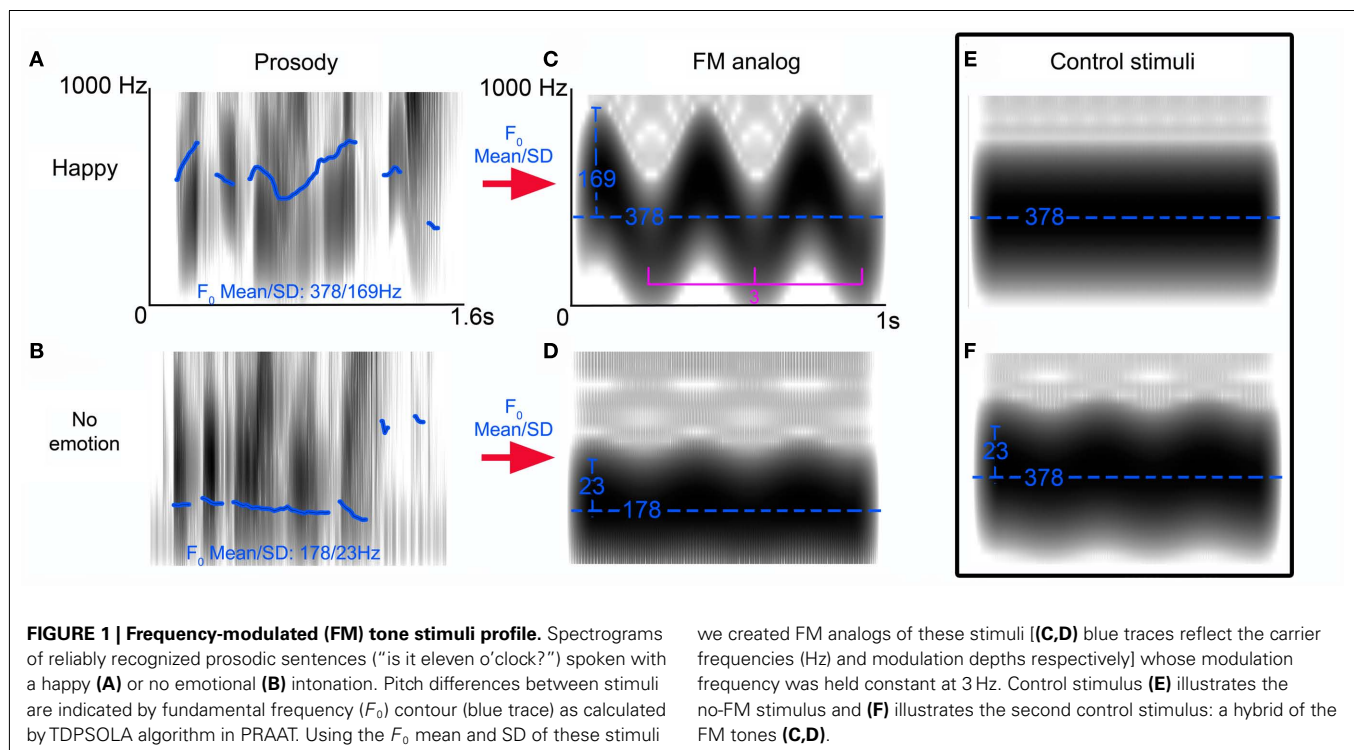 A
Prosody
1000 Hz
Happy
F0 Mean/SD: 378/169Hz
0
1.6s
F0
Mean/SD
C
FM analog
1000 Hz
169
378
3
0
1s
E
Control stimuli
378
B
No
emotion
F0 Mean/SD: 178/23Hz
F0
Mean/SD
D
23
178
F
23
378
FIGURE 1 | Frequency-modulated (FM) tone stimuli profile. Spectrograms
of reliably recognized prosodic sentences (“is it eleven o’clock?”) spoken with
a happy (A) or no emotional (B) intonation. Pitch differences between stimuli
are indicated by fundamental frequency (F0) contour (blue trace) as calculated
by TDPSOLA algorithm in PRAAT. Using the F0 mean and SD of these stimuli
we created FM analogs of these stimuli [(C,D) blue traces reflect the carrier
frequencies (Hz) and modulation depths respectively] whose modulation
frequency was held constant at 3 Hz. Control stimulus (E) illustrates the
no-FM stimulus and (F) illustrates the second control stimulus: a hybrid of the
FM tones (C,D).